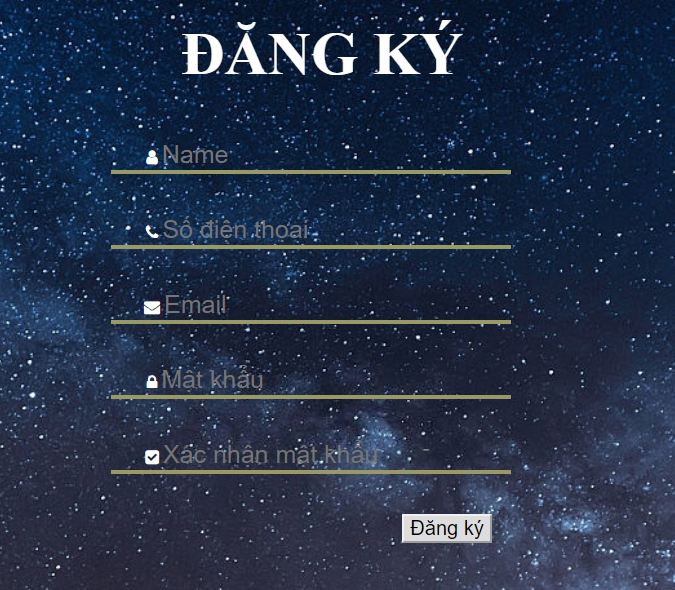 ĐĂNG KÝ
Name
Số điện thoại
Email
Mật khẩu
Xác nhận mật khẩu
Đăng ký